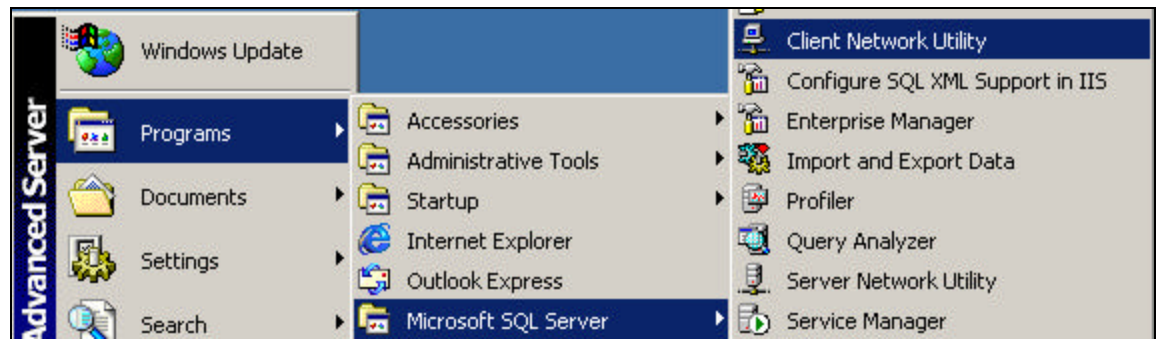 Advanced Server
Windows Update
Programs
Documents
Settings
Search
Accessories
Administrative Tools
Startup
Internet Explorer
Outlook Express
Microsoft SQL Server
Client Network Utility
Configure SQL XML Support in IIS
Enterprise Manager
Import and Export Data
Profiler
Query Analyzer
Server Network Utility
Service Manager